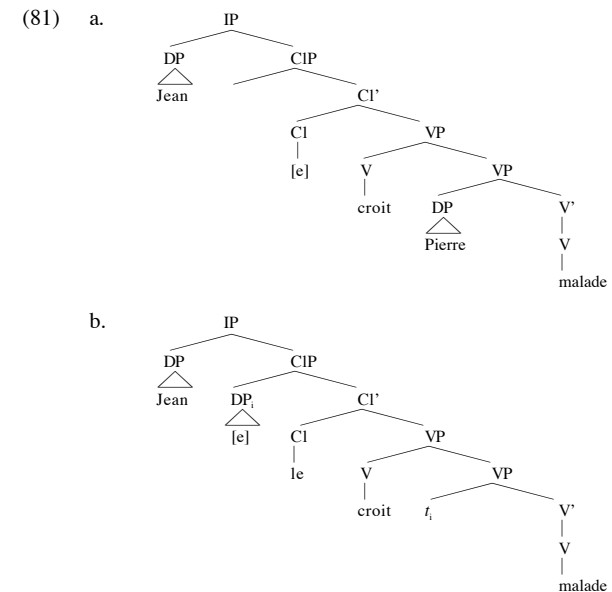 (81) a. IP
DP ClP
Jean Cl’
Cl VP
[e] V VP
croit DP V’
Pierre V
malade
b. IP
DP ClP
Jean DPi Cl’
[e] Cl VP
le V VP
croit ti V’
V
malade